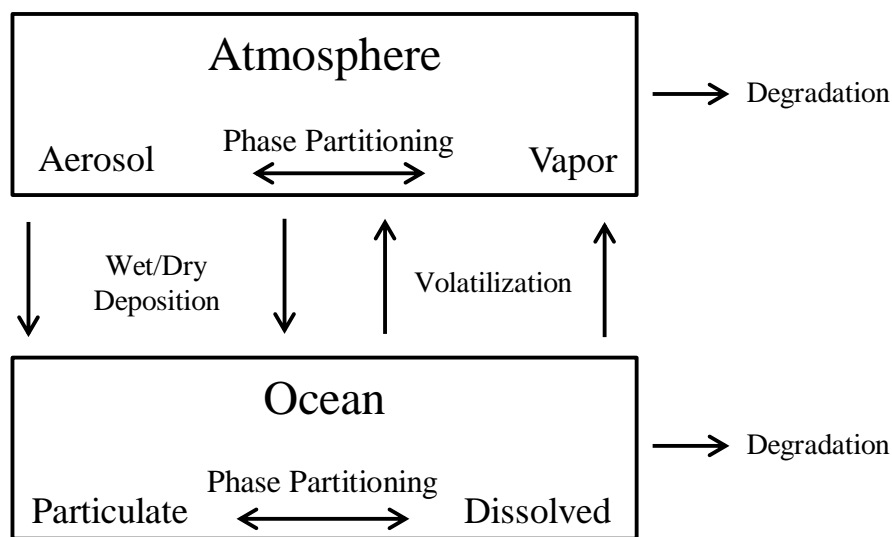 Atmosphere
Degradation
Phase Partitioning
Aerosol
Vapor
Wet/Dry
Deposition
Volatilization
Ocean
Degradation
Phase Partitioning
Particulate
Dissolved